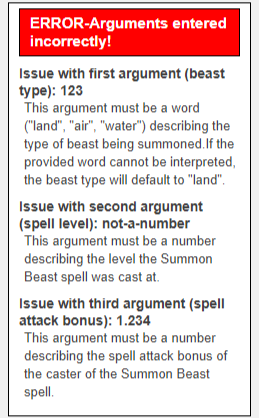 ERROR-Arguments entered
incorrectly!
Issue with first argument (beast
type): 123
This argument must be a word
("land", "air", "water") describing the
type of beast being summoned.If the
provided word cannot be interpreted,
the beast type will default to "land".
Issue with second argument
(spell level): not-a-number
This argument must be a number
describing the level the Summon
Beast spell was cast at.
Issue with third argument (spell
attack bonus): 1.234
This argument must be a number
describing the spell attack bonus of
the caster of the Summon Beast
spell.